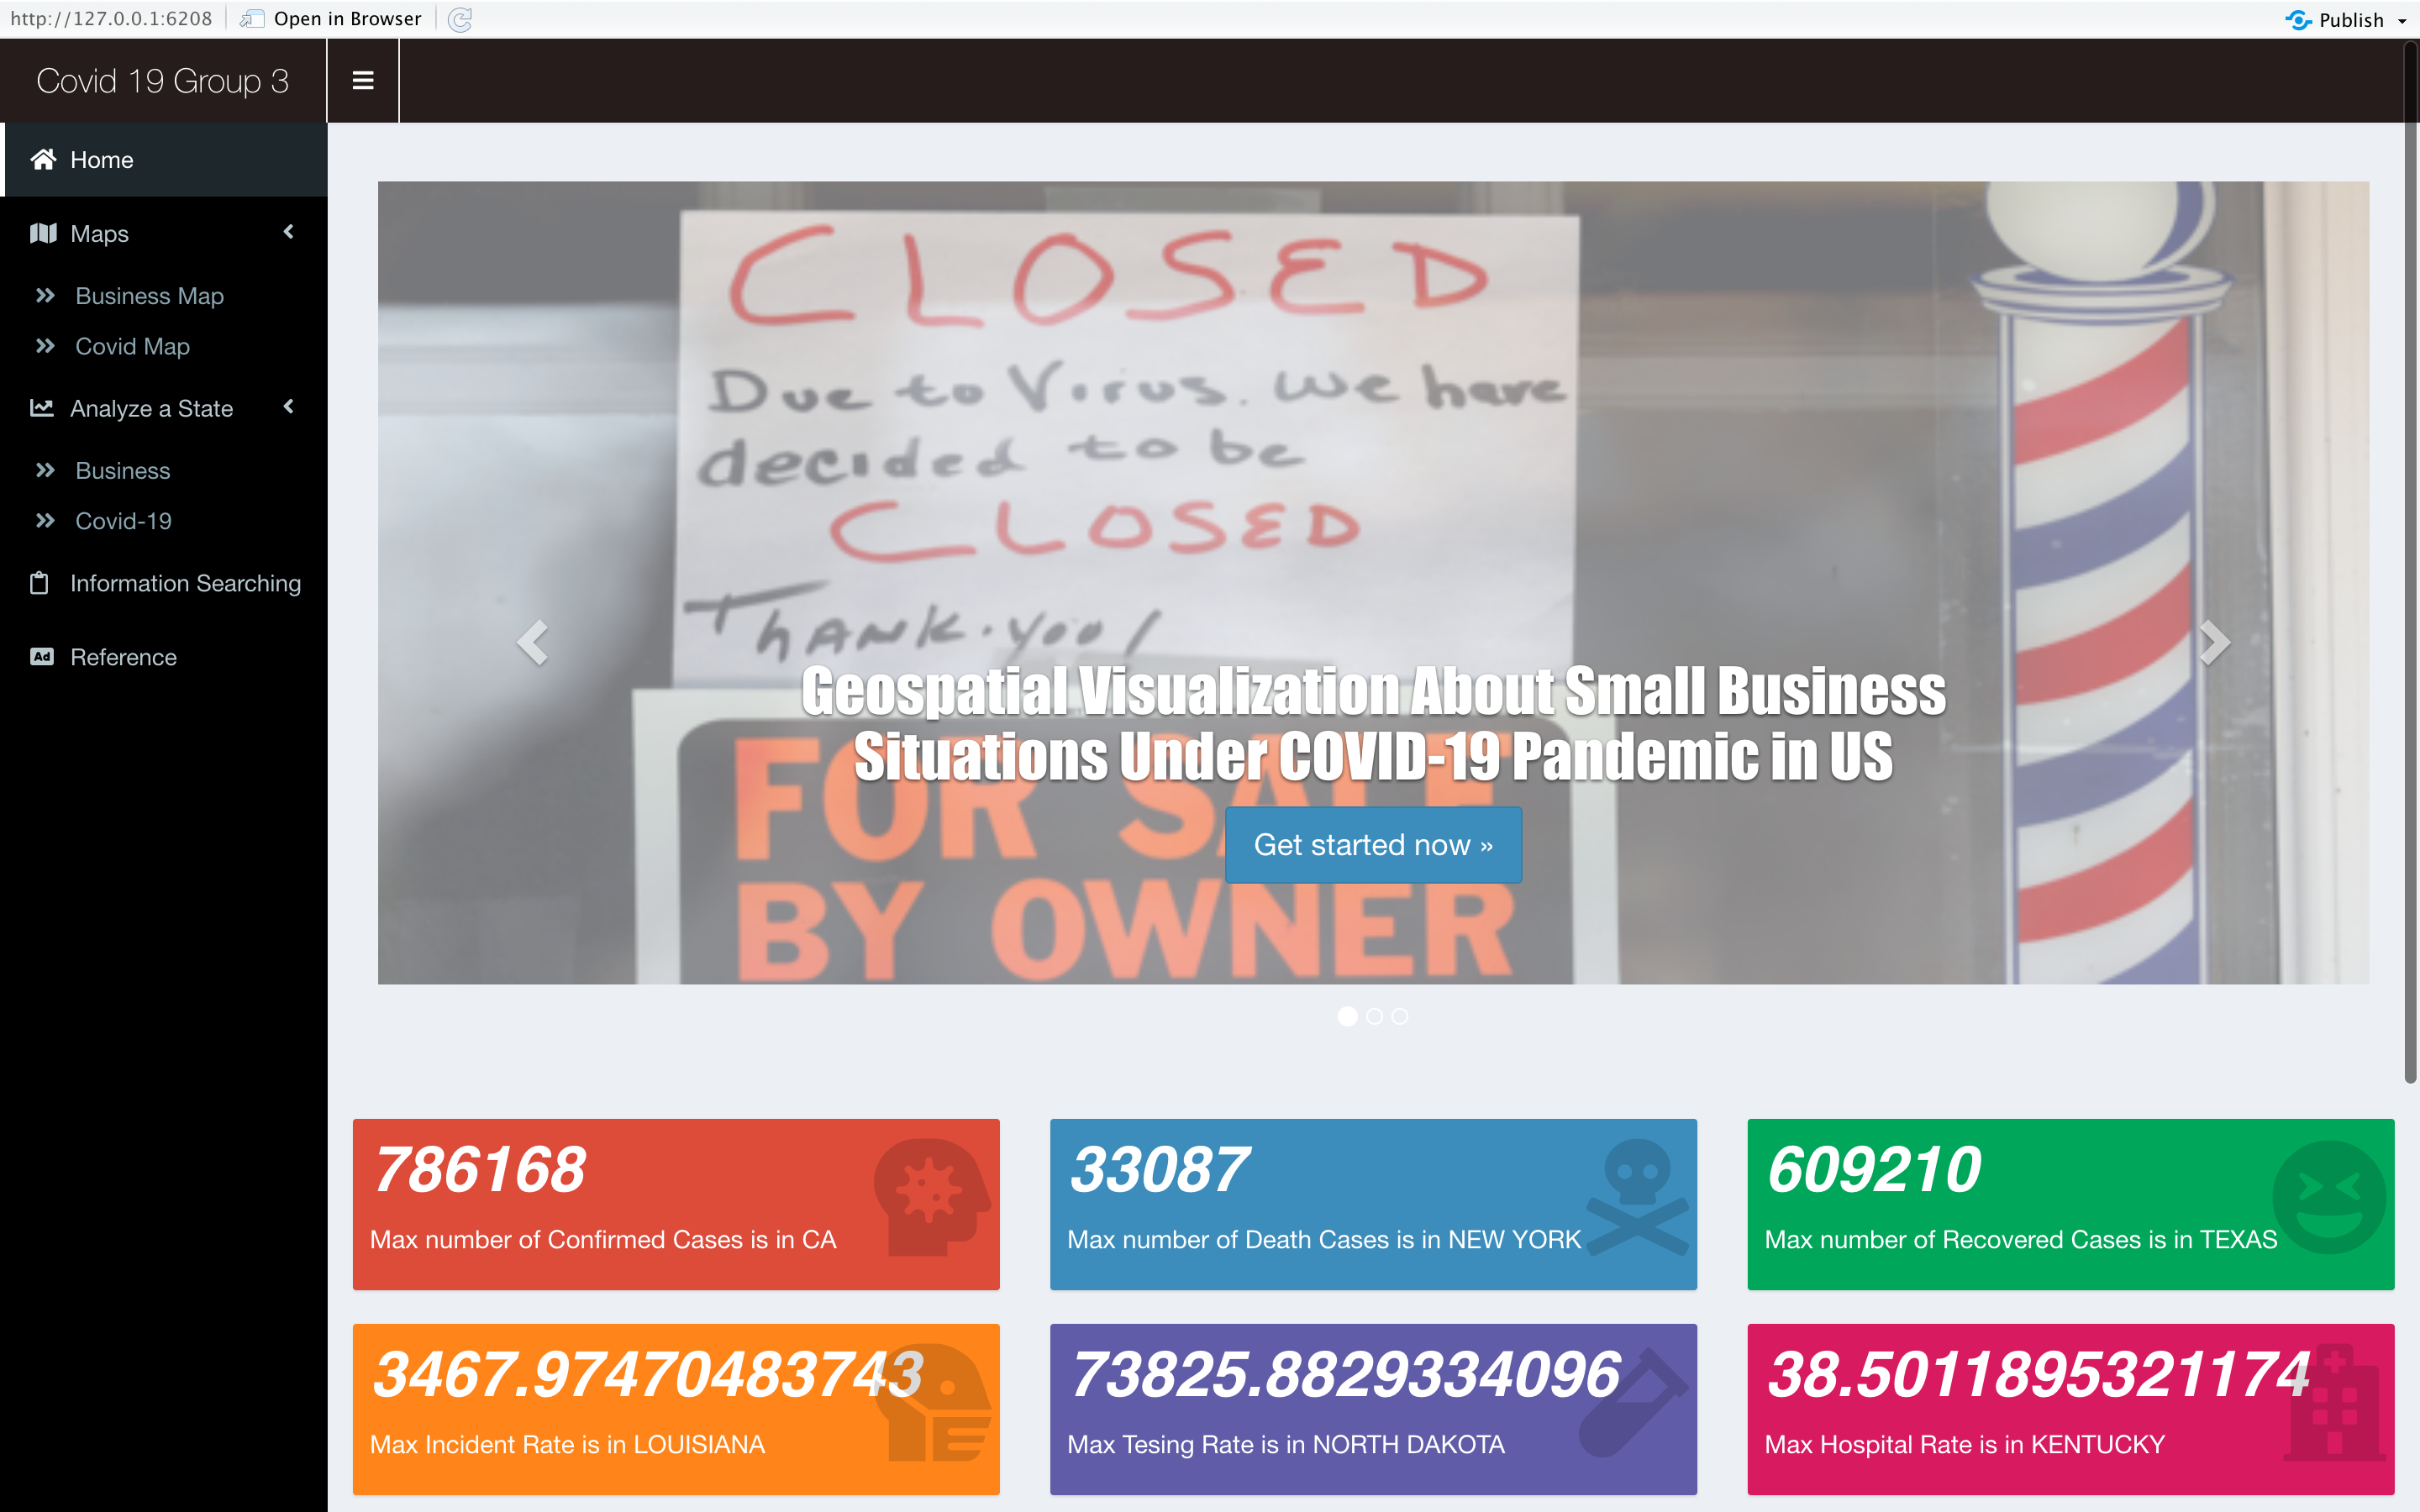 http://127.0.0.1:6208 Open in Browser Publish
Covid 19 Group 3
Home
Maps
Business Map
Covid Map
Analyze a State
Business
Covid-19
Information Searching
Ad Reference
CLOSED
Due to Virus. We have
decided to be
CLOSED
Thank. you!
FOR SALE
BY OWNER
Geospatial Visualization About Small Business
Situations Under COVID-19 Pandemic in US
Get started now »
786168
Max number of Confirmed Cases is in CA
33087
Max number of Death Cases is in NEW YORK
609210
Max number of Recovered Cases is in TEXAS
3467.97470483743
Max Incident Rate is in LOUISIANA
73825.8829334096
Max Tesing Rate is in NORTH DAKOTA
38.5011895321174
Max Hospital Rate is in KENTUCKY